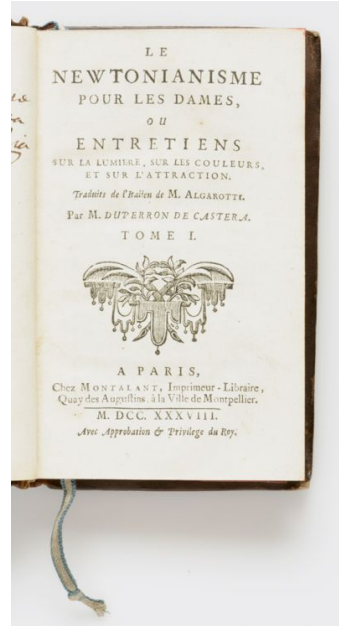 LE
NEWTONIANISME
POUR LES DAMES,
OU
ENTRETIENS
SUR LA LUMIERE, SUR LES COULEURS,
ET SUR L'ATTRACTION.
Traduits de l'Italien de M. ALGAROTTI.
Par M. DUPERRON DE CASTERA.
TOME I.
A PARIS,
Chez MONTALANT, Imprimeur-Libraire,
Quay des Auguſtins, à la Ville de Montpellier.
M. DCC. XXXVIII.
Avec Approbation & Privilege du Roy.